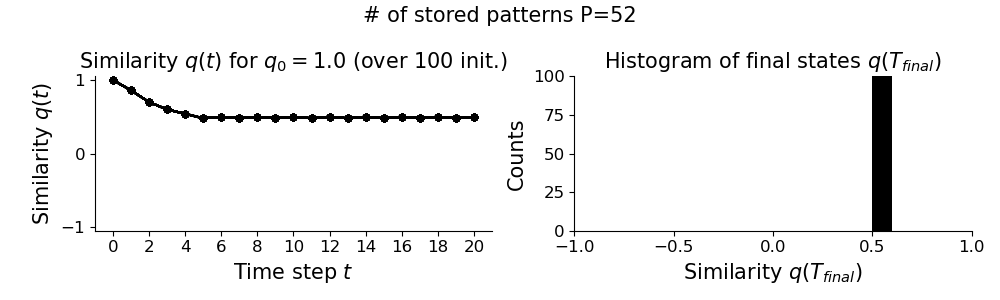 # of stored patterns P=52
Similarity q(t) for q₀ = 1.0 (over 100 init.)
1
0
−1
Similarity q(t)
0 2 4 6 8 10 12 14 16 18 20
Time step t
Histogram of final states q(T_final)
100
75
50
25
0
Counts
−1.0 −0.5 0.0 0.5 1.0
Similarity q(T_final)